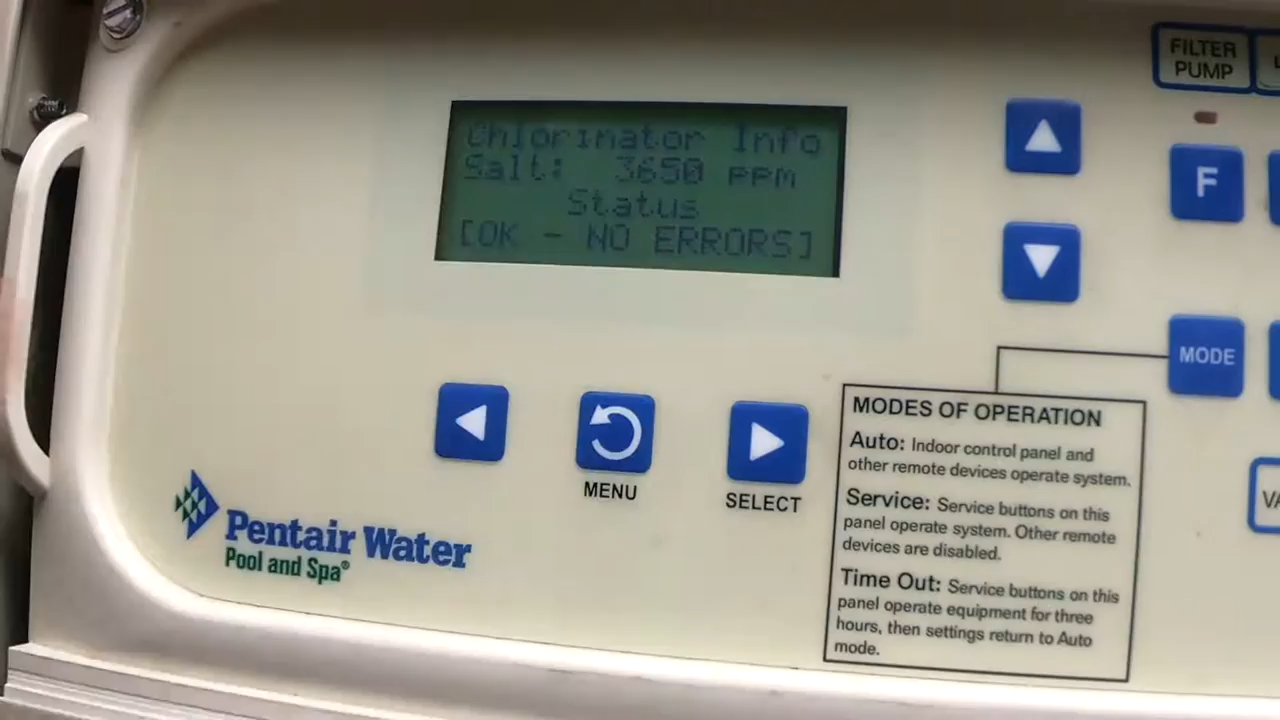 Chlorinator Info
Salt: 3650 ppm
Status
[OK - NO ERRORS]
FILTER
PUMP
F
MODE
MENU
SELECT
MODES OF OPERATION
Auto: Indoor control panel and
other remote devices operate system.
Service: Service buttons on this
panel operate system. Other remote
devices are disabled.
Time Out: Service buttons on this
panel operate equipment for three
hours, then settings return to Auto
mode.
Pentair Water
Pool and Spa®